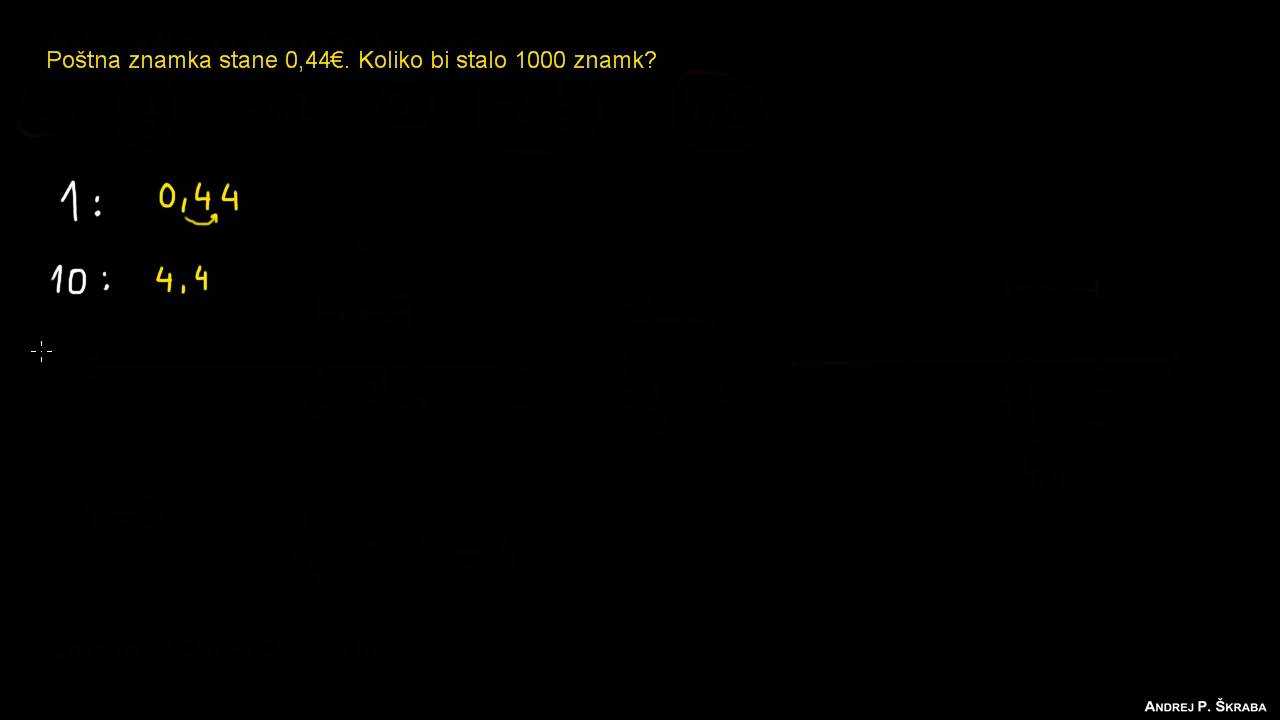 Poštna znamka stane 0,44€. Koliko bi stalo 1000 znamk?
1: 0,44
10: 4,4
ANDREJ P. ŠKRABA